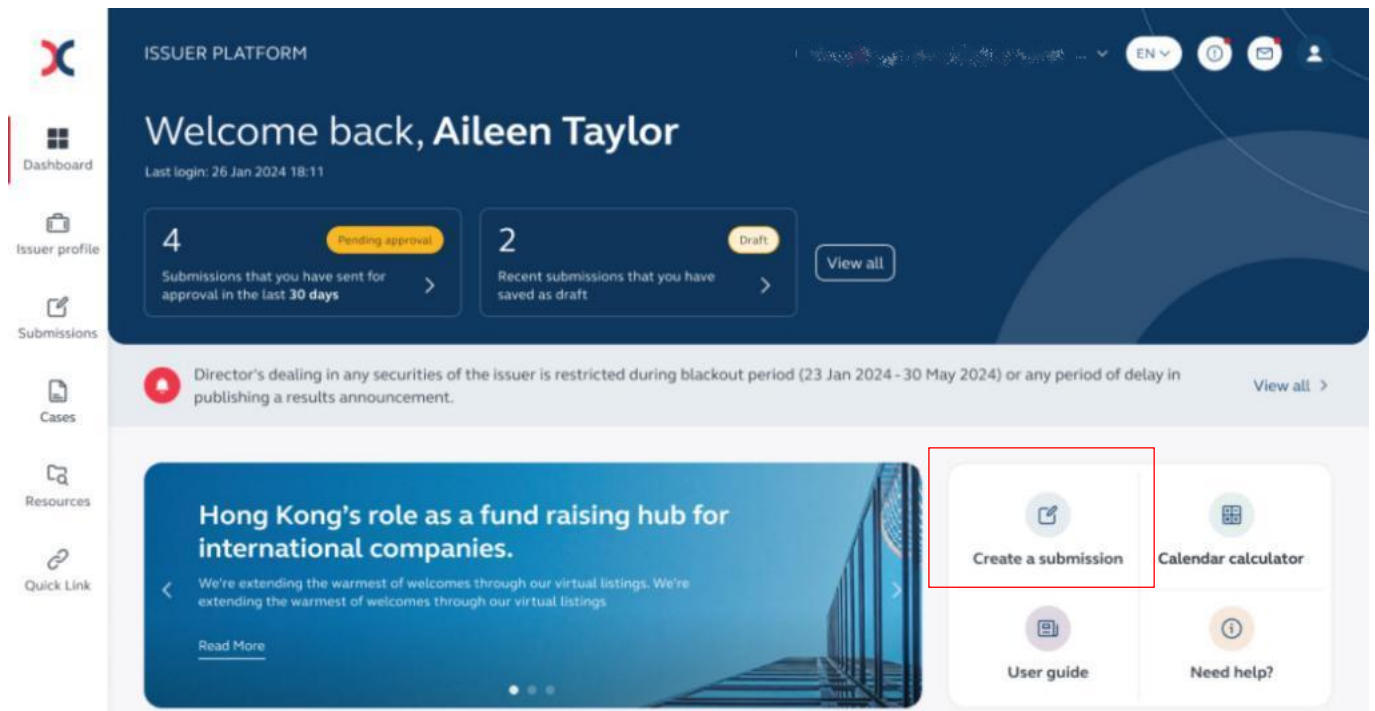 ISSUER PLATFORM
...
EN
Welcome back, Aileen Taylor
Last login: 26 Jan 2024 18:11
4
Pending approval
Submissions that you have sent for
approval in the last 30 days
2
Draft
Recent submissions that you have
saved as draft
View all
Dashboard
Issuer profile
Submissions
Cases
Resources
Quick Link
Director's dealing in any securities of the issuer is restricted during blackout period (23 Jan 2024 - 30 May 2024) or any period of delay in
publishing a results announcement.
View all
Hong Kong's role as a fund raising hub for
international companies.
We're extending the warmest of welcomes through our virtual listings. We're
extending the warmest of welcomes through our virtual listings
Read More
Create a submission
Calendar calculator
User guide
Need help?